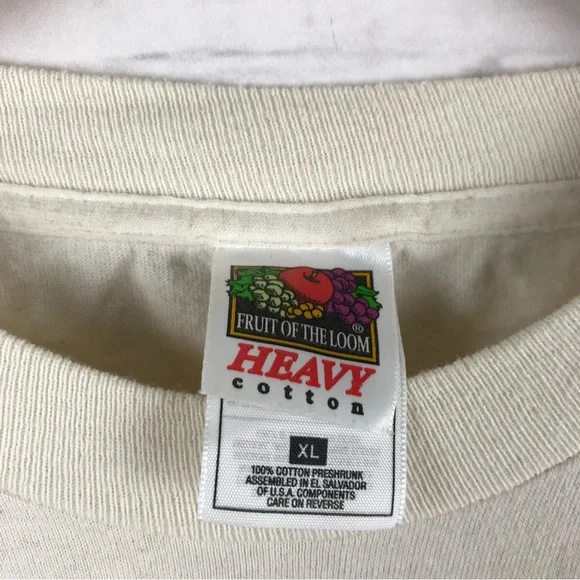 FRUIT OF THE LOOM ®
HEAVY
cotton
XL
100% COTTON PRESHRUNK
ASSEMBLED IN EL SALVADOR
OF U.S.A. COMPONENTS
CARE ON REVERSE